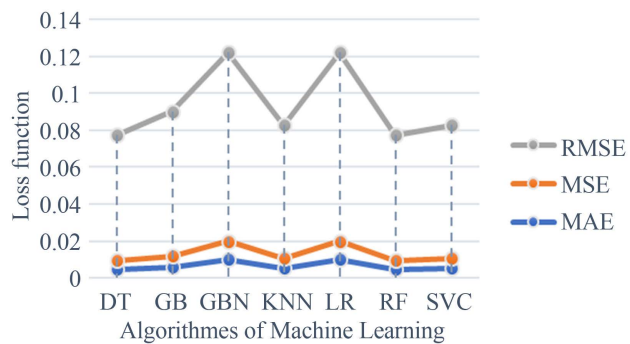 0.14
0.12
0.1
0.08
0.06
0.04
0.02
0
Loss function
DT GB GBN KNN LR RF SVC
Algorithmes of Machine Learning
RMSE
MSE
MAE